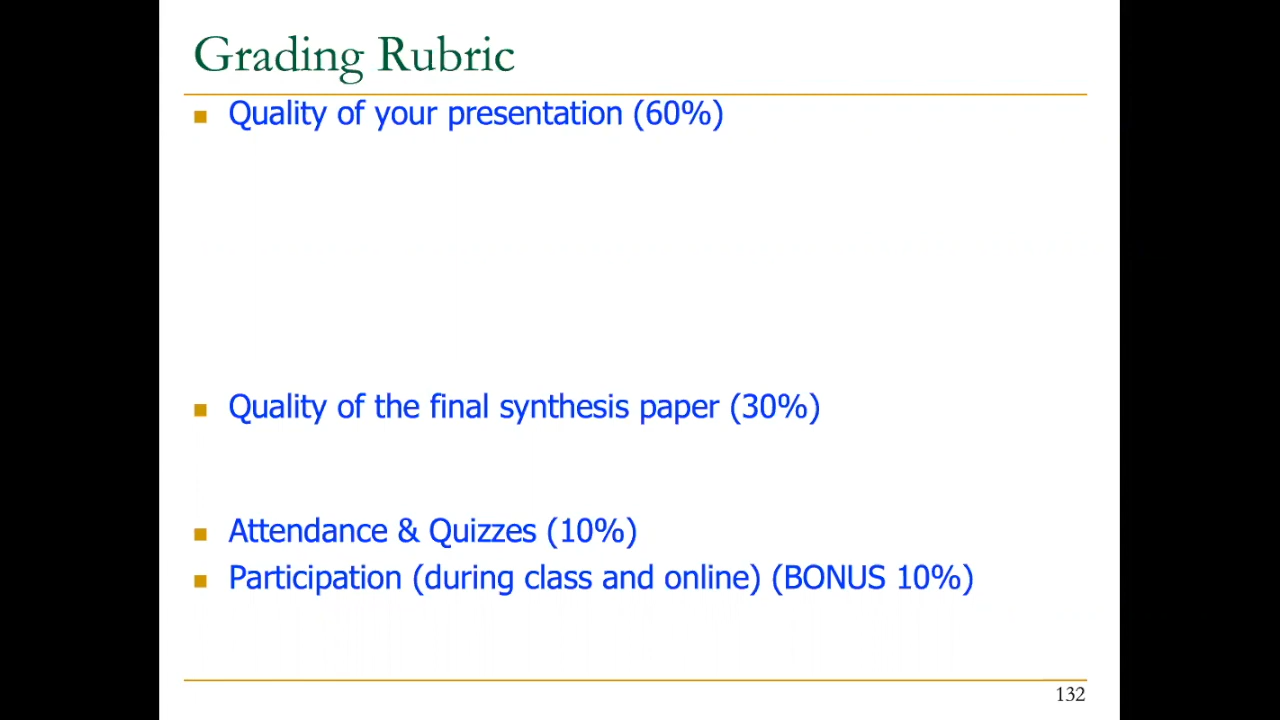 Grading Rubric
Quality of your presentation (60%)
Quality of the final synthesis paper (30%)
Attendance & Quizzes (10%)
Participation (during class and online) (BONUS 10%)
132